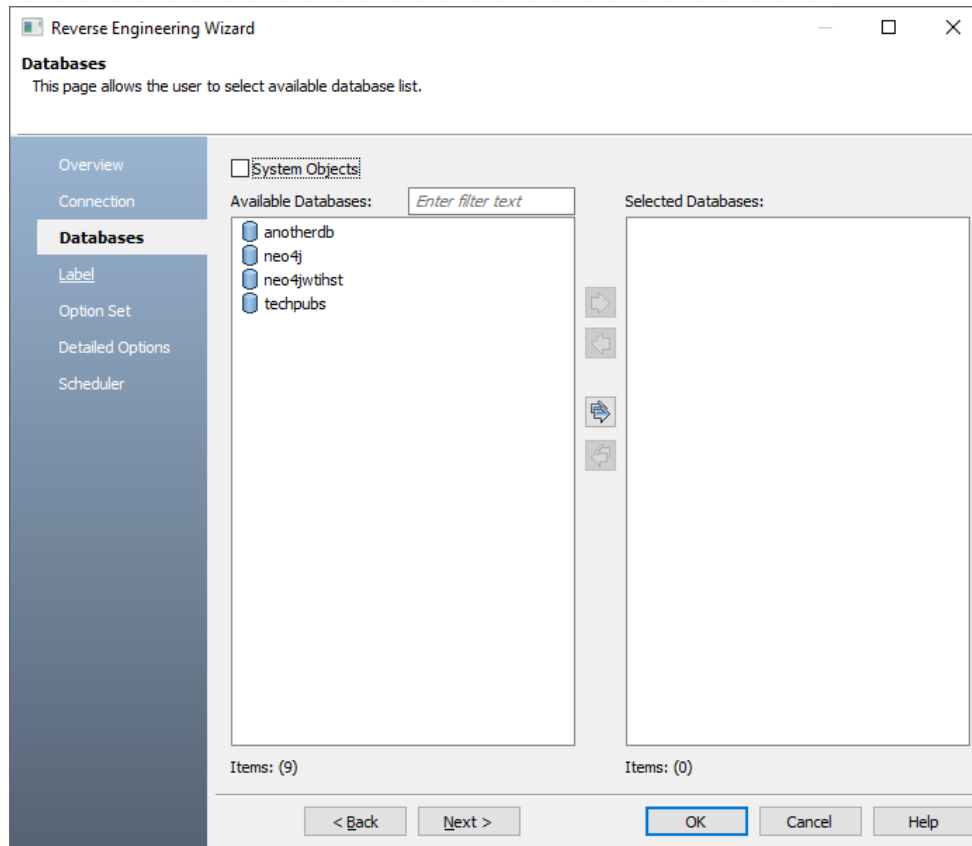 Reverse Engineering Wizard
Databases
This page allows the user to select available database list.
Overview
Connection
Databases
Label
Option Set
Detailed Options
Scheduler
System Objects
Available Databases:
Enter filter text
Selected Databases:
anotherdb
neo4j
neo4jwtihst
techpubs
Items: (9)
Items: (0)
< Back
Next >
OK
Cancel
Help